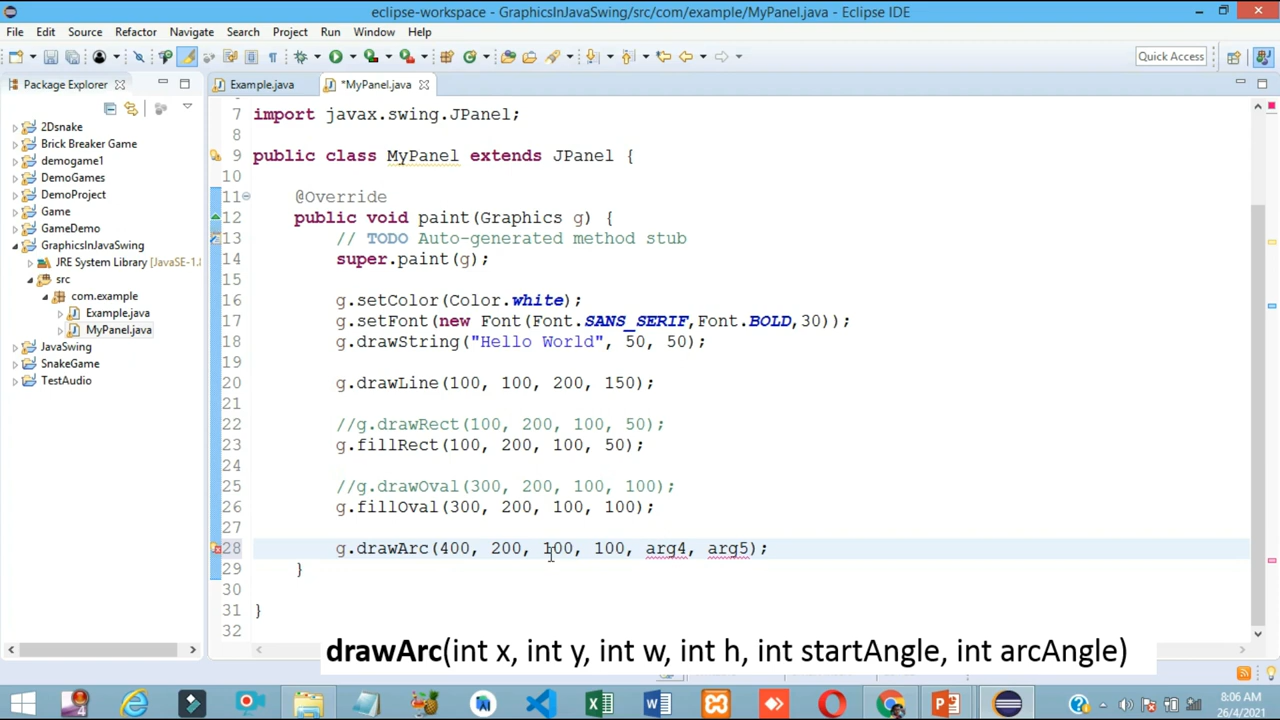 eclipse-workspace - GraphicsInJavaSwing/src/com/example/MyPanel.java - Eclipse IDE
File Edit Source Refactor Navigate Search Project Run Window Help
Quick Access
Package Explorer
Example.java
*MyPanel.java
2Dsnake
Brick Breaker Game
demogame1
DemoGames
DemoProject
Game
GameDemo
GraphicsInJavaSwing
JRE System Library [JavaSE-1.8
src
com.example
Example.java
MyPanel.java
JavaSwing
SnakeGame
TestAudio
7 import javax.swing.JPanel;
8
9 public class MyPanel extends JPanel {
10
11 @Override
12 public void paint(Graphics g) {
13 // TODO Auto-generated method stub
14 super.paint(g);
15
16 g.setColor(Color.white);
17 g.setFont(new Font(Font.SANS_SERIF,Font.BOLD,30));
18 g.drawString("Hello World", 50, 50);
19
20 g.drawLine(100, 100, 200, 150);
21
22 //g.drawRect(100, 200, 100, 50);
23 g.fillRect(100, 200, 100, 50);
24
25 //g.drawOval(300, 200, 100, 100);
26 g.fillOval(300, 200, 100, 100);
27
28 g.drawArc(400, 200, 100, 100, arg4, arg5);
29 }
30
31 }
32
drawArc(int x, int y, int w, int h, int startAngle, int arcAngle)
8:06 AM
26/4/2021